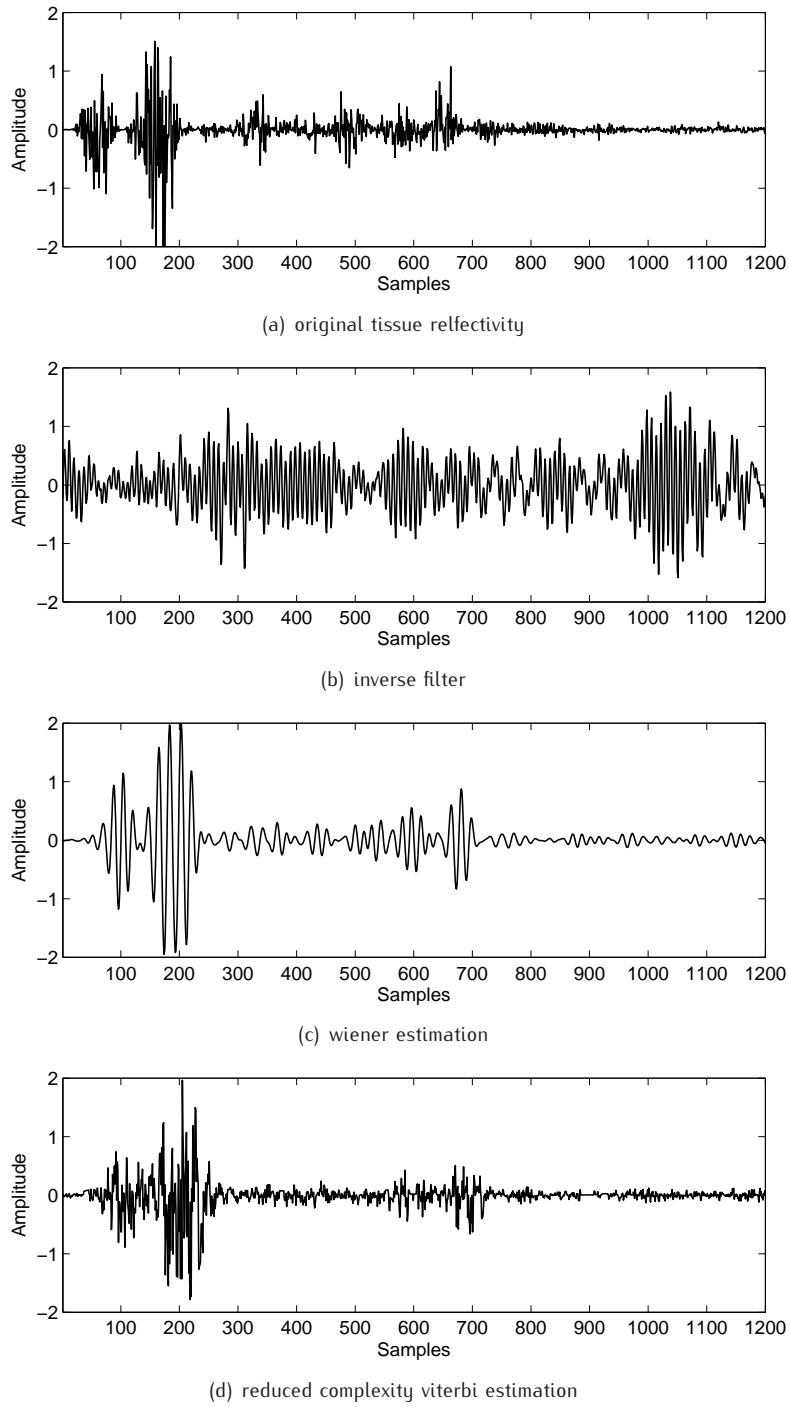 2
1
0
−1
−2
Amplitude
100 200 300 400 500 600 700 800 900 1000 1100 1200
Samples
(a) original tissue relfectivity
2
1
0
−1
−2
Amplitude
100 200 300 400 500 600 700 800 900 1000 1100 1200
Samples
(b) inverse filter
2
1
0
−1
−2
Amplitude
100 200 300 400 500 600 700 800 900 1000 1100 1200
Samples
(c) wiener estimation
2
1
0
−1
−2
Amplitude
100 200 300 400 500 600 700 800 900 1000 1100 1200
Samples
(d) reduced complexity viterbi estimation